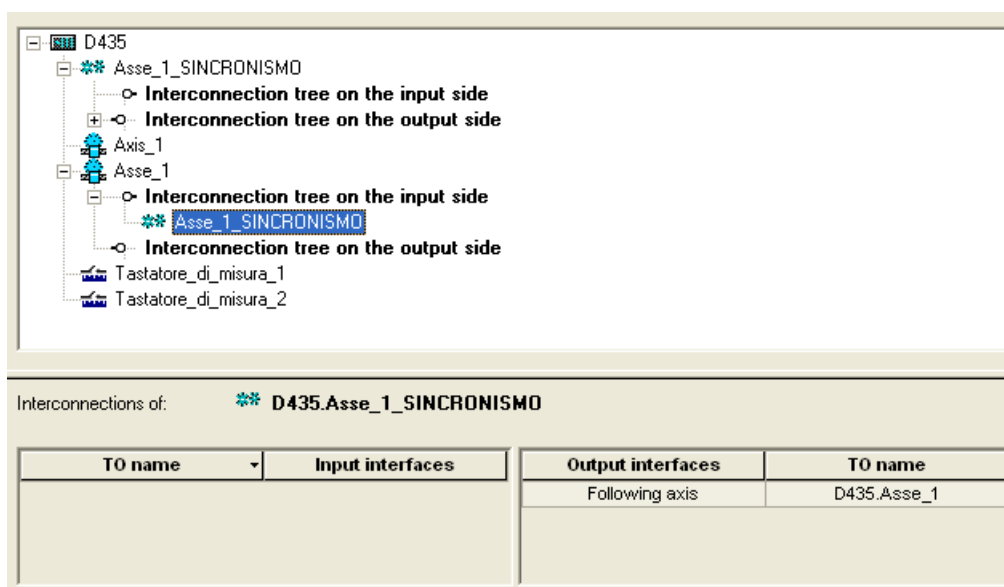 D435
Asse_1_SINCRONISMO
Interconnection tree on the input side
Interconnection tree on the output side
Axis_1
Asse_1
Interconnection tree on the input side
Asse_1_SINCRONISMO
Interconnection tree on the output side
Tastatore_di_misura_1
Tastatore_di_misura_2
Interconnections of: D435.Asse_1_SINCRONISMO
TO name Input interfaces Output interfaces TO name
Following axis D435.Asse_1